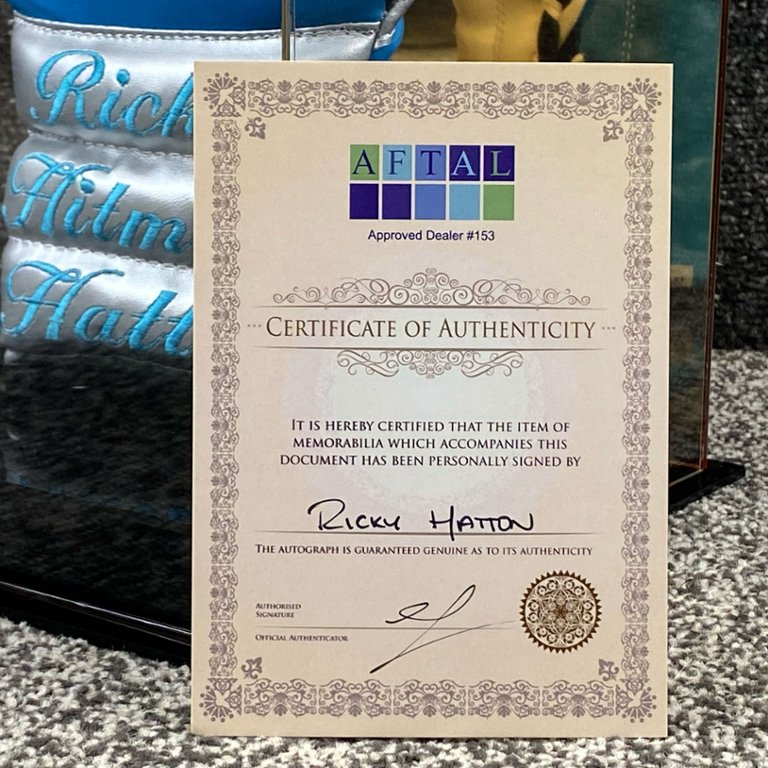 Rick
Hitm
Hatt
AFTAL
Approved Dealer #153
CERTIFICATE OF AUTHENTICITY
IT IS HEREBY CERTIFIED THAT THE ITEM OF
MEMORABILIA WHICH ACCOMPANIES THIS
DOCUMENT HAS BEEN PERSONALLY SIGNED BY
RICKY HATTON
THE AUTOGRAPH IS GUARANTEED GENUINE AS TO ITS AUTHENTICITY
AUTHORISED
SIGNATURE
OFFICIAL AUTHENTICATOR